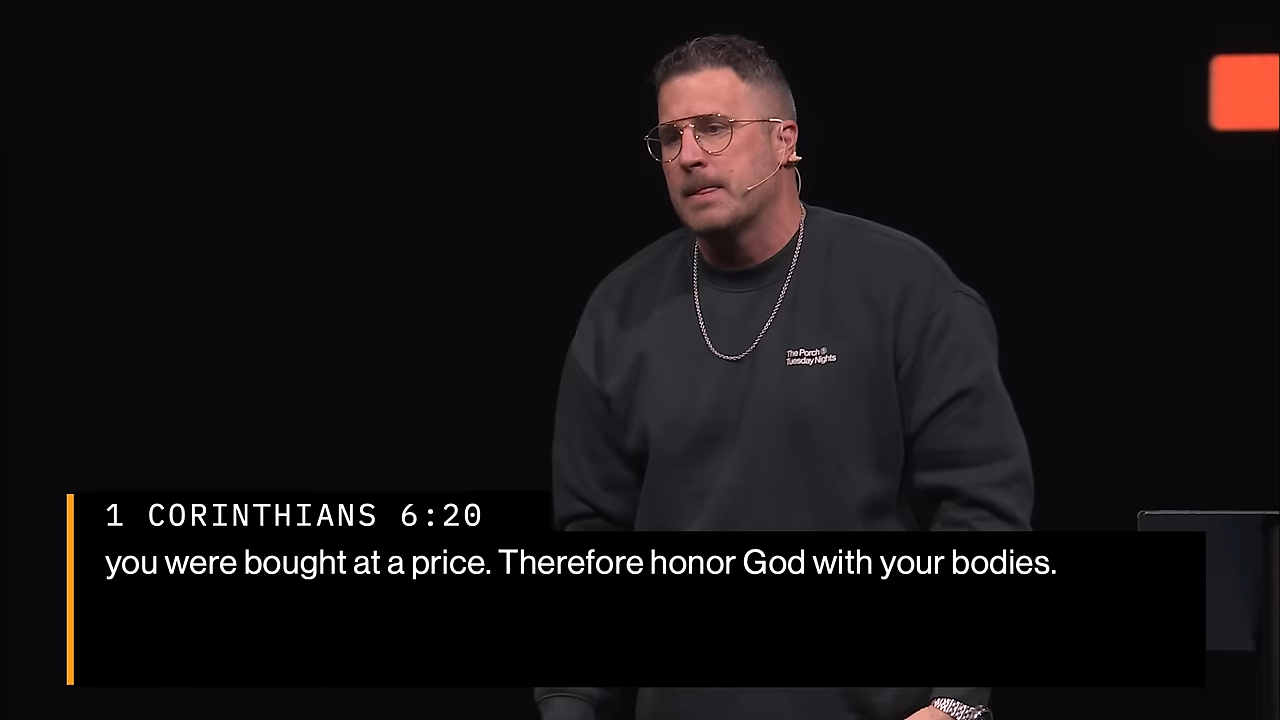 The Porch®
Tuesday Nights
1 CORINTHIANS 6:20
you were bought at a price. Therefore honor God with your bodies.